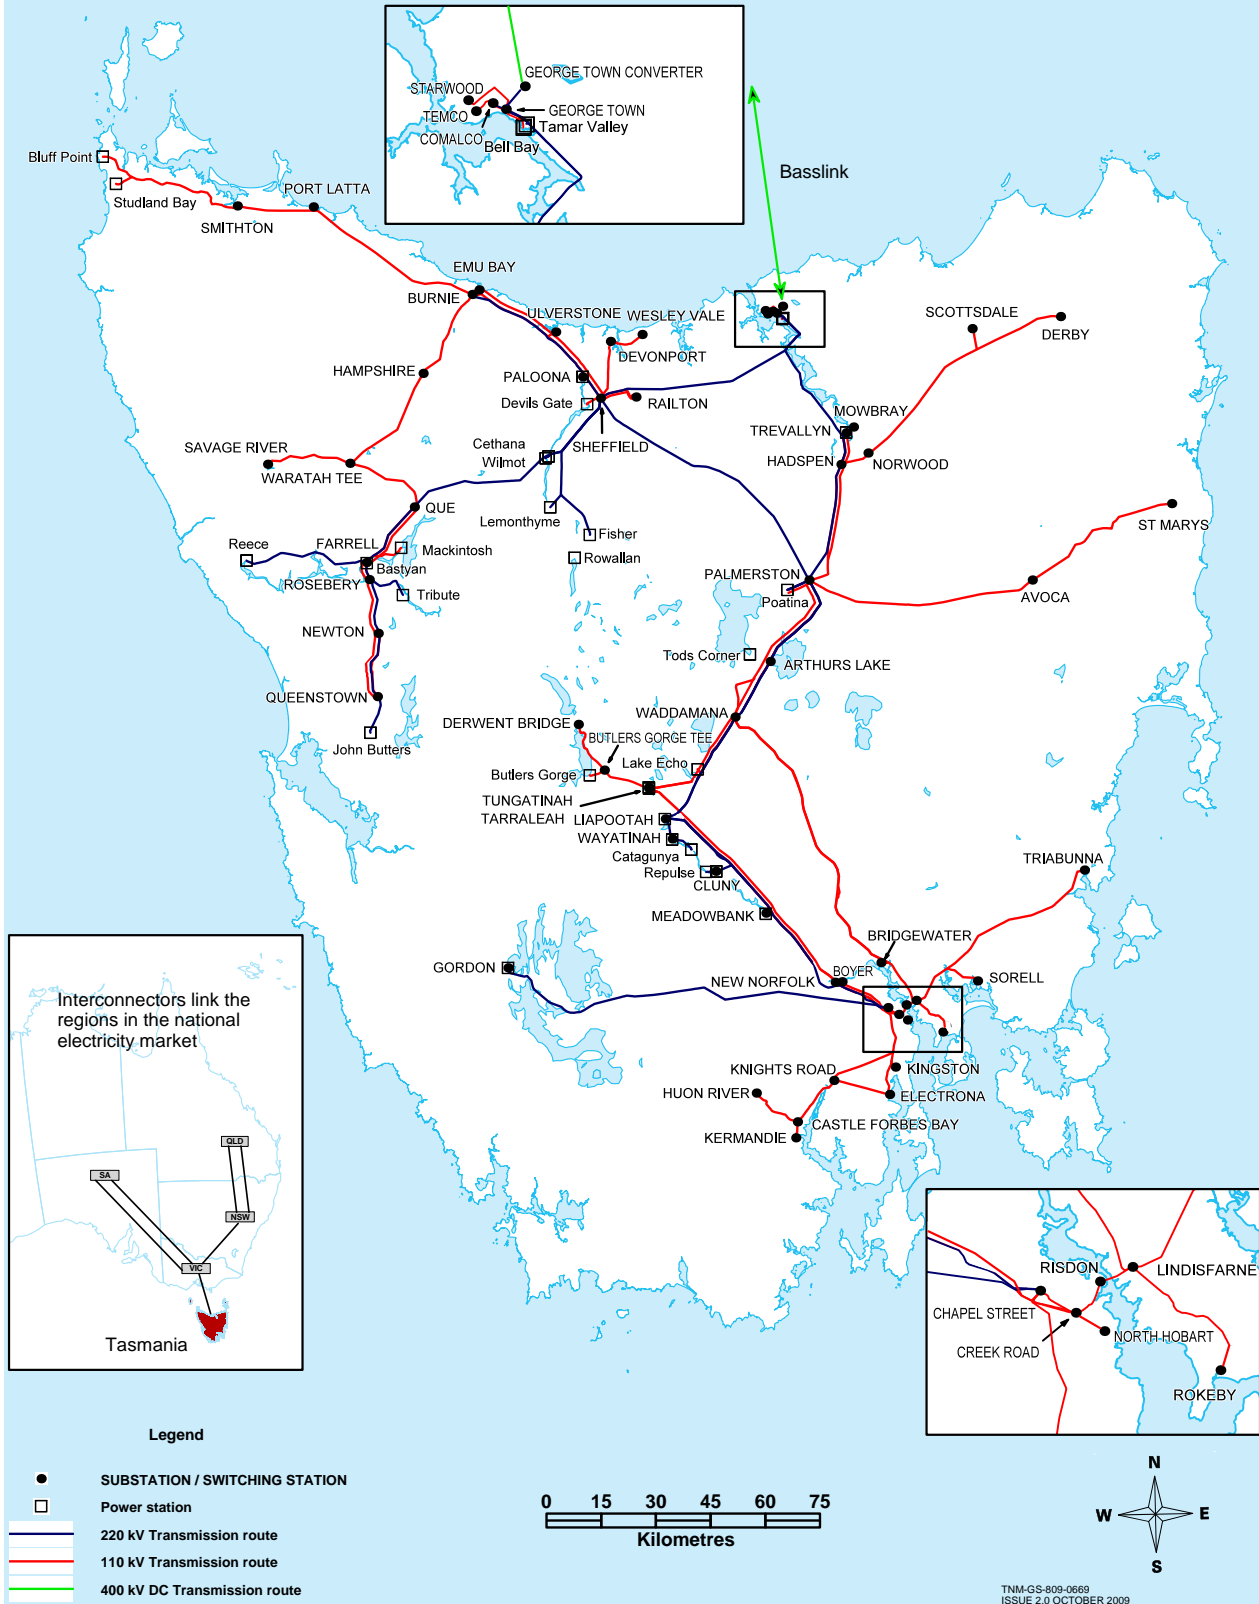 GEORGE TOWN CONVERTER
STARWOOD
GEORGE TOWN
TEMCO
Tamar Valley
COMALCO
Bell Bay
Basslink
Bluff Point
Studland Bay
PORT LATTA
SMITHTON
EMU BAY
BURNIE
ULVERSTONE
WESLEY VALE
DEVONPORT
SCOTTSDALE
DERBY
HAMPSHIRE
PALOONA
Devils Gate
RAILTON
MOWBRAY
TREVALLYN
SHEFFIELD
HADSPEN
NORWOOD
SAVAGE RIVER
WARATAH TEE
Cethana
Wilmot
QUE
Lemonthyme
ST MARYS
Fisher
Reece
FARRELL
Mackintosh
Bastyan
Rowallan
ROSEBERY
Tribute
PALMERSTON
Poatina
AVOCA
NEWTON
Tods Corner
ARTHURS LAKE
QUEENSTOWN
WADDAMANA
DERWENT BRIDGE
BUTLERS GORGE TEE
John Butters
Lake Echo
Butlers Gorge
TUNGATINAH
TARRALEAH
LIAPOOTAH
WAYATINAH
Catagunya
Repulse
CLUNY
TRIABUNNA
MEADOWBANK
BRIDGEWATER
GORDON
BOYER
NEW NORFOLK
SORELL
KNIGHTS ROAD
KINGSTON
HUON RIVER
ELECTRONA
CASTLE FORBES BAY
KERMANDIE
Interconnectors link the
regions in the national
electricity market
QLD
SA
NSW
VIC
Tasmania
RISDON
LINDISFARNE
CHAPEL STREET
NORTH HOBART
CREEK ROAD
ROKEBY
Legend
SUBSTATION / SWITCHING STATION
Power station
220 kV Transmission route
110 kV Transmission route
400 kV DC Transmission route
0 15 30 45 60 75
Kilometres
N
W E
S
TNM-GS-809-0669
ISSUE 2.0 OCTOBER 2009